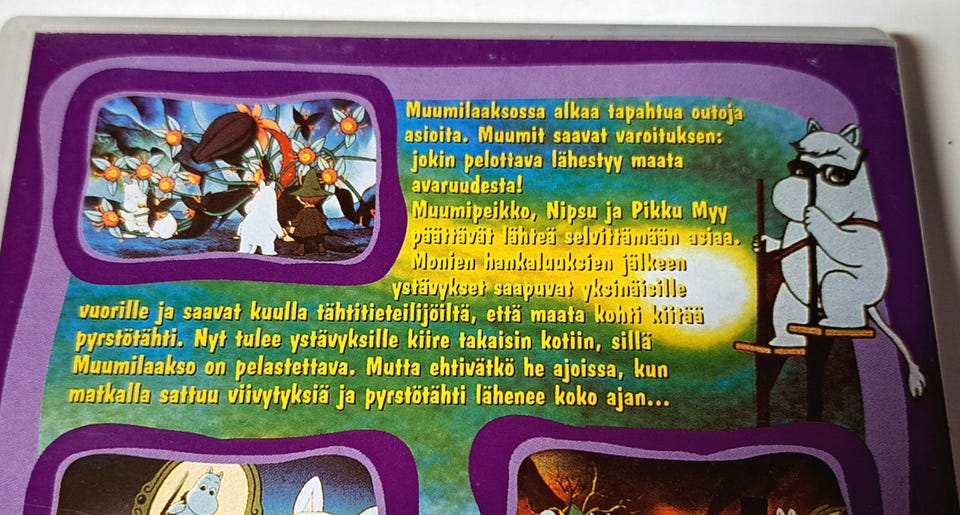 Muumilaaksossa alkaa tapahtua outoja
asioita. Muumit saavat varoituksen:
jokin pelottava lähestyy maata
avaruudesta!
Muumipeikko, Nipsu ja Pikku Myy
päättävät lähteä selvittämään asiaa.
Monien hankaluuksien jälkeen
ystävykset saapuvat yksinäisille
vuorille ja saavat kuulla tähtitieteilijöiltä, että maata kohti kiitää
pyrstötähti. Nyt tulee ystävyksille kiire takaisin kotiin, sillä
Muumilaakso on pelastettava. Mutta ehtivätkö he ajoissa, kun
matkalla sattuu viivytyksiä ja pyrstötähti lähenee koko ajan...